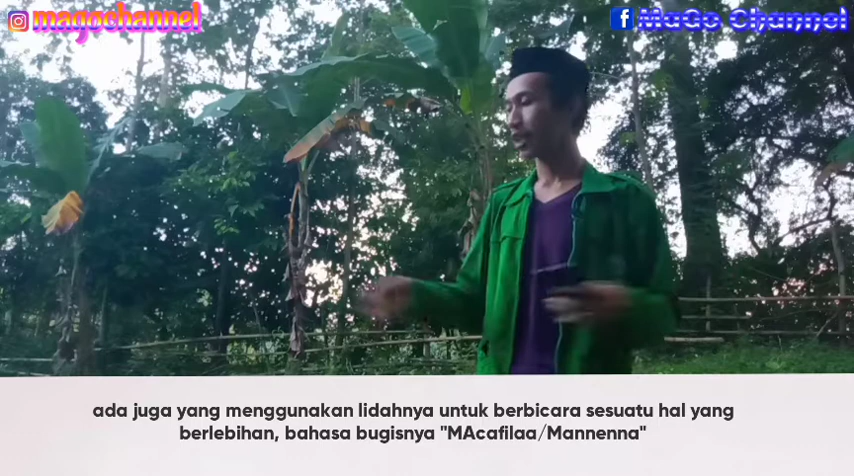 magochannel
MaGo Channel
ada juga yang menggunakan lidahnya untuk berbicara sesuatu hal yang
berlebihan, bahasa bugisnya "MAcafilaa/Mannenna"